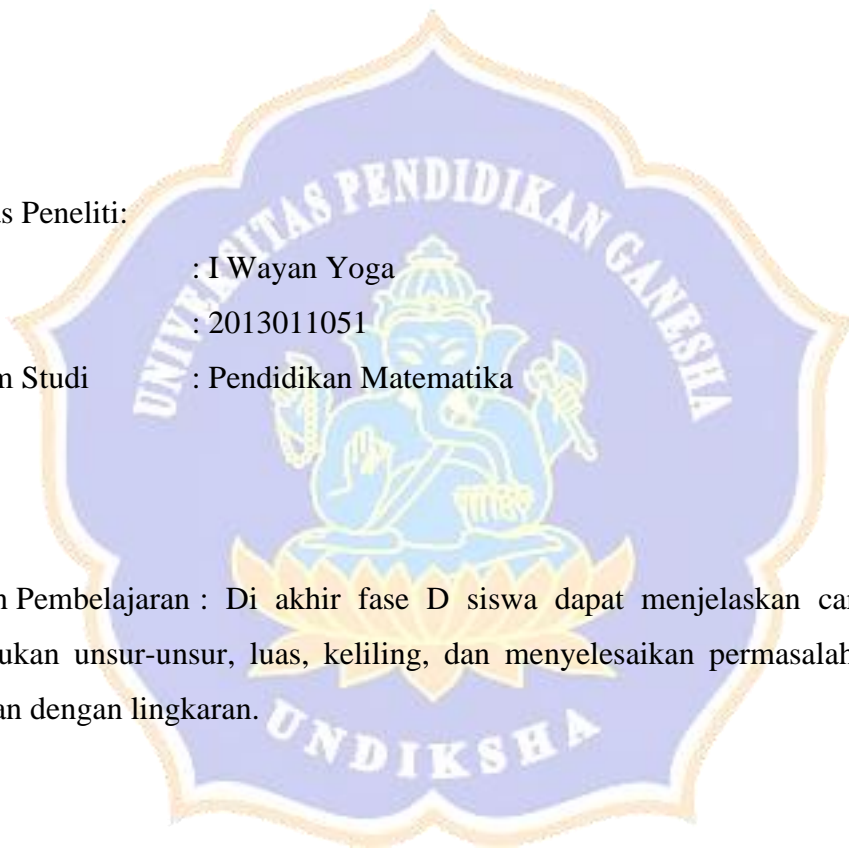 UNIVERSITAS PENDIDIKAN GANESHA
s Peneliti:
: I Wayan Yoga
: 2013011051
m Studi : Pendidikan Matematika
n Pembelajaran : Di akhir fase D siswa dapat menjelaskan car
ukan unsur-unsur, luas, keliling, dan menyelesaikan permasalah
an dengan lingkaran.
UNDIKSHA